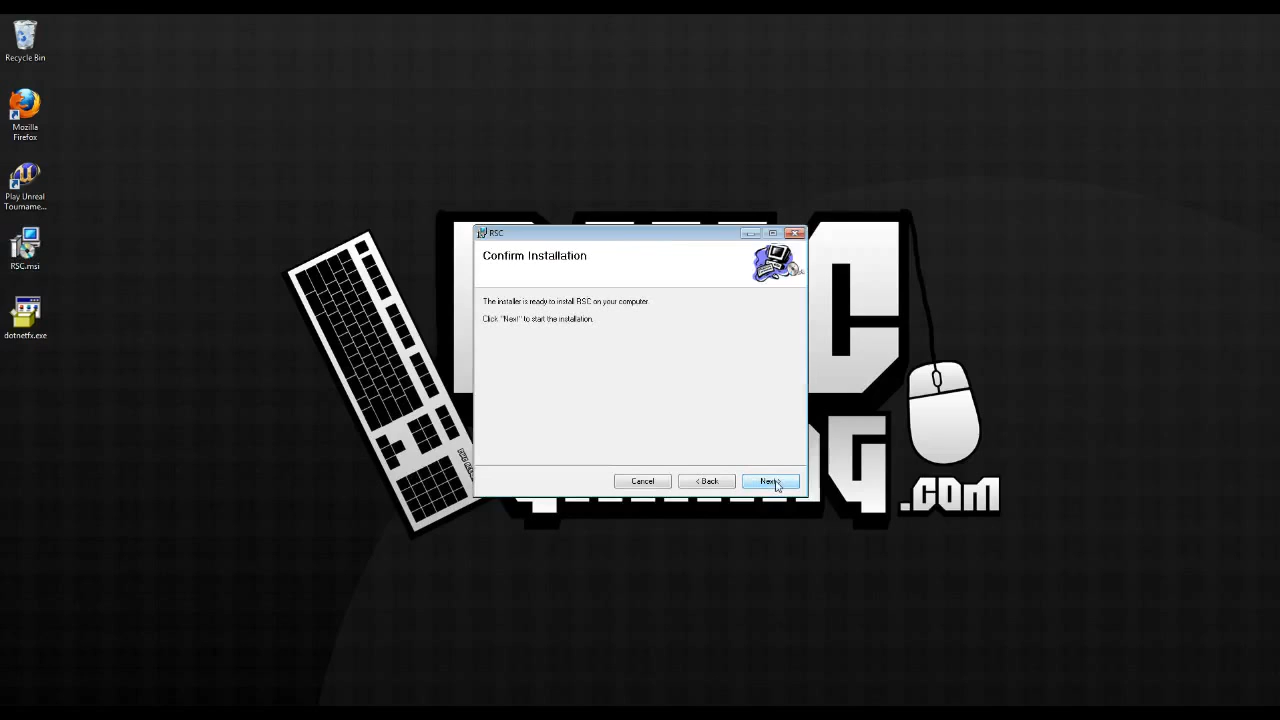 Recycle Bin
Mozilla
Firefox
Play Unreal
Tourname...
RSC.msi
dotnetfx.exe
RSC
Confirm Installation
The installer is ready to install RSC on your computer.
Click "Next" to start the installation.
Cancel
< Back
Next >
.COM